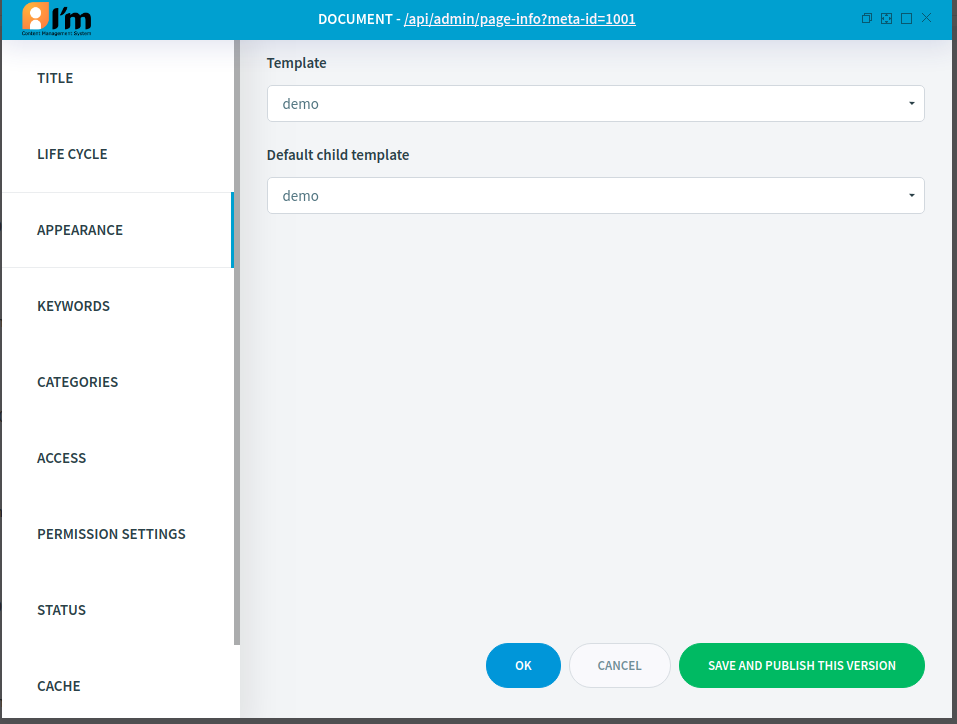 I'm
Content Management System
DOCUMENT - /api/admin/page-info?meta-id=1001
TITLE
LIFE CYCLE
APPEARANCE
KEYWORDS
CATEGORIES
ACCESS
PERMISSION SETTINGS
STATUS
CACHE
Template
demo
Default child template
demo
OK
CANCEL
SAVE AND PUBLISH THIS VERSION